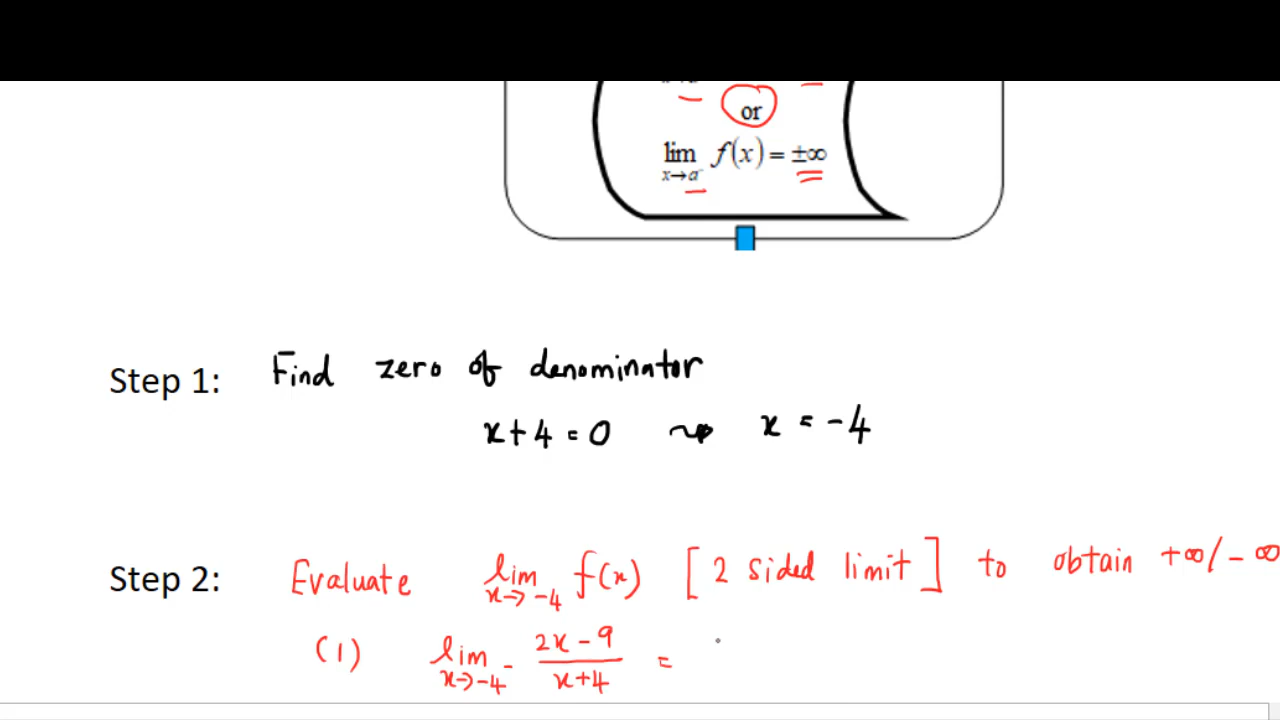 or
lim f(x) = ±∞
x→a⁻
Step 1: Find zero of denominator
x+4=0 ⇝ x = -4
Step 2: Evaluate lim f(x) [2 sided limit] to obtain +∞/-∞
x→-4
(1) lim 2x-9 =
x→-4⁻ x+4